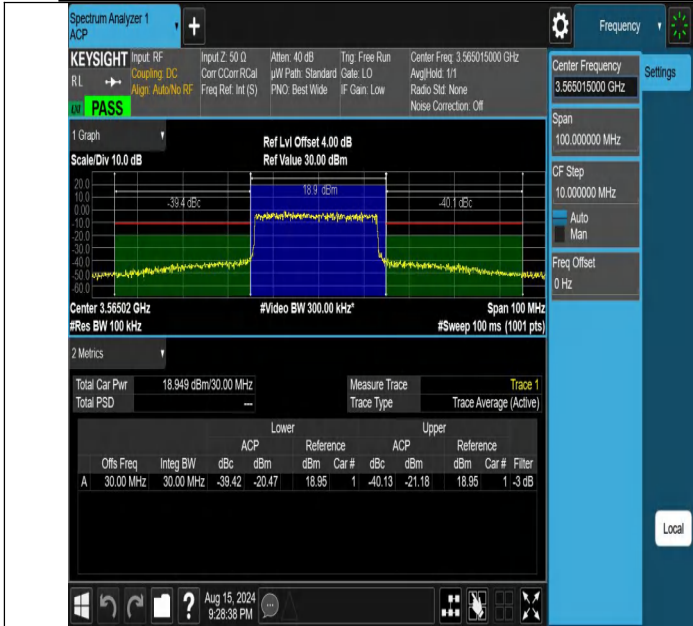 Spectrum Analyzer 1
ACP
Frequency
KEYSIGHT
RL
PASS
Input: RF
Coupling: DC
Align: Auto/No RF
Input Z: 50 Ω
Corr CCorr RCal
Freq Ref: Int (S)
Atten: 40 dB
µW Path: Standard
PNO: Best Wide
Trig: Free Run
Gate: LO
IF Gain: Low
Center Freq: 3.565015000 GHz
Avg|Hold: 1/1
Radio Std: None
Noise Correction: Off
Center Frequency
3.565015000 GHz
Settings
Span
100.000000 MHz
CF Step
10.000000 MHz
Auto
Man
Freq Offset
0 Hz
1 Graph
Scale/Div 10.0 dB
Ref Lvl Offset 4.00 dB
Ref Value 30.00 dBm
20.0
10.0
0.00
-10.0
-20.0
-30.0
-40.0
-50.0
-60.0
-39.4 dBc
18.9 dBm
-40.1 dBc
Center 3.56502 GHz
#Video BW 300.00 kHz*
Span 100 MHz
#Res BW 100 kHz
#Sweep 100 ms (1001 pts)
2 Metrics
Total Car Pwr 18.949 dBm/30.00 MHz
Total PSD ---
Measure Trace Trace 1
Trace Type Trace Average (Active)
Lower Upper
ACP Reference ACP Reference
Offs Freq Integ BW dBc dBm dBm Car # dBc dBm dBm Car # Filter
A 30.00 MHz 30.00 MHz -39.42 -20.47 18.95 1 -40.13 -21.18 18.95 1 -3 dB
Local
Aug 15, 2024
9:28:38 PM